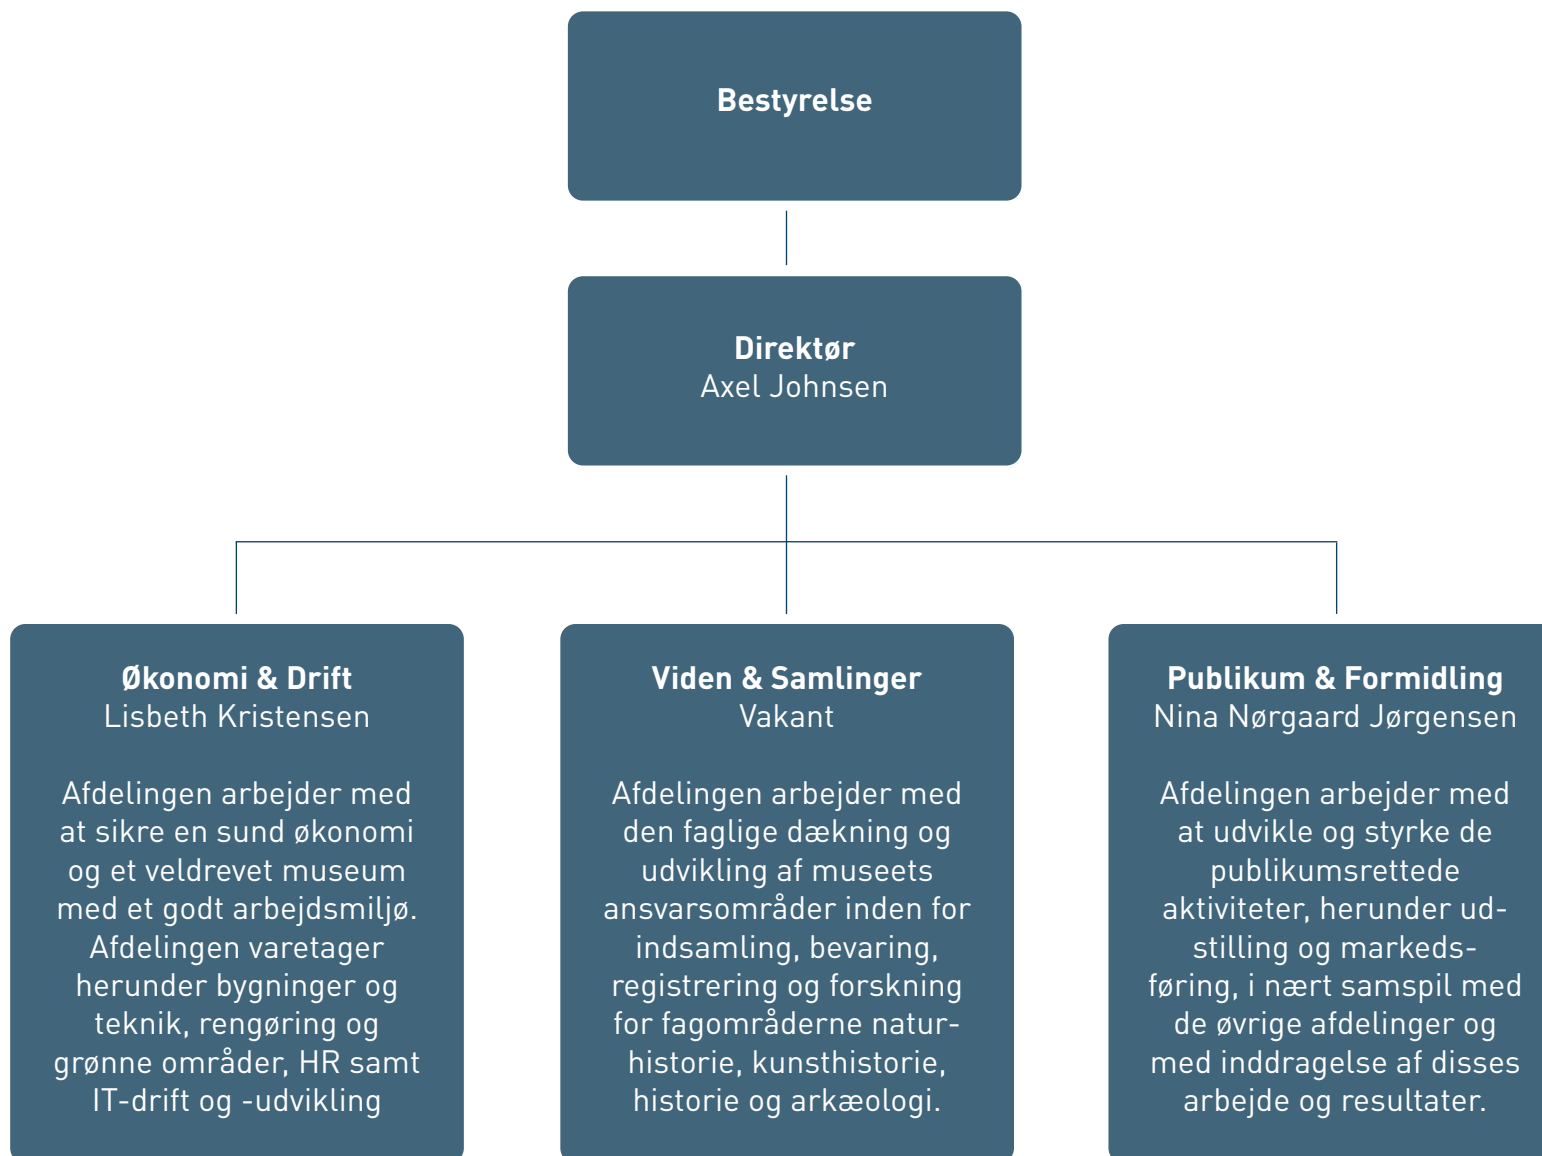 Bestyrelse
Direktør
Axel Johnsen
Økonomi & Drift
Lisbeth Kristensen
Afdelingen arbejder med
at sikre en sund økonomi
og et veldrevet museum
med et godt arbejdsmiljø.
Afdelingen varetager
herunder bygninger og
teknik, rengøring og
grønne områder, HR samt
IT-drift og -udvikling
Viden & Samlinger
Vakant
Afdelingen arbejder med
den faglige dækning og
udvikling af museets
ansvarsområder inden for
indsamling, bevaring,
registrering og forskning
for fagområderne natur-
historie, kunsthistorie,
historie og arkæologi.
Publikum & Formidling
Nina Nørgaard Jørgensen
Afdelingen arbejder med
at udvikle og styrke de
publikumsrettede
aktiviteter, herunder ud-
stilling og markeds-
føring, i nært samspil med
de øvrige afdelinger og
med inddragelse af disses
arbejde og resultater.